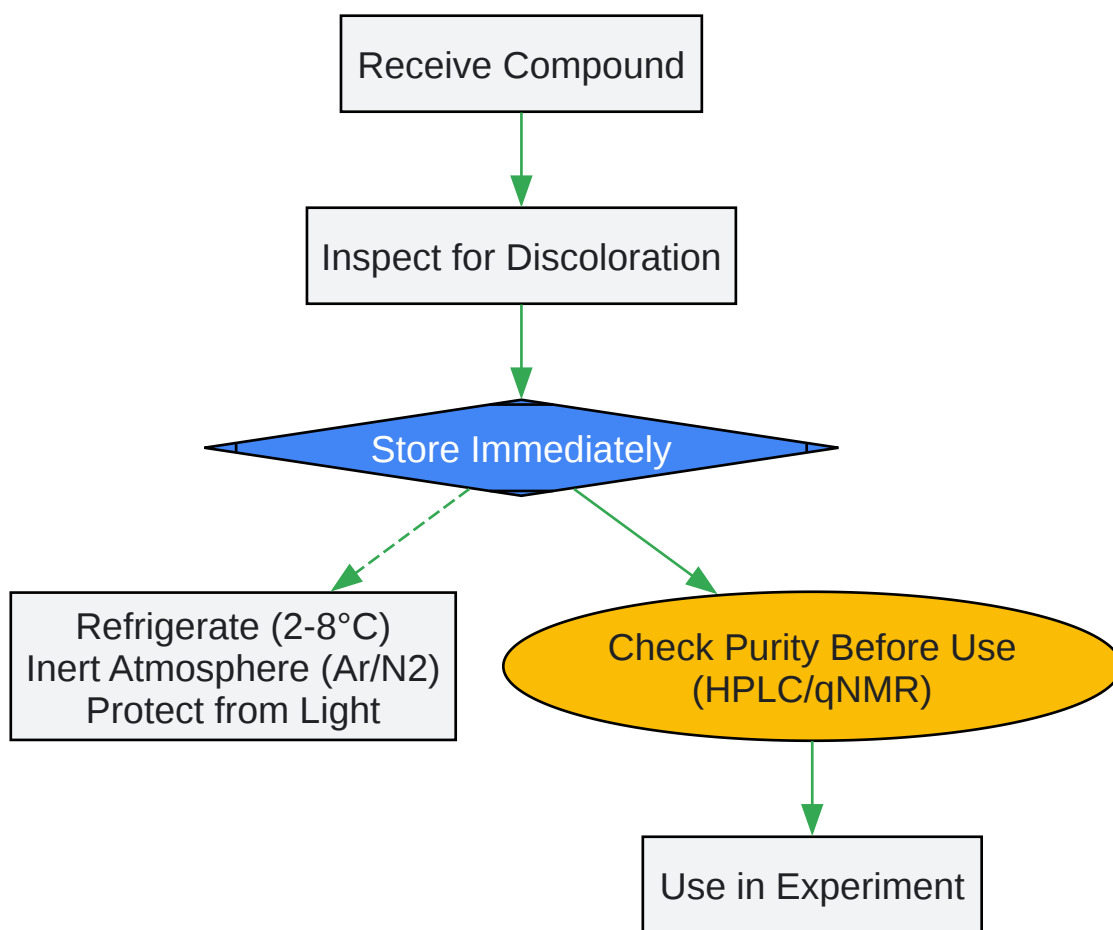 Receive Compound
Inspect for Discoloration
Store Immediately
Refrigerate (2-8°C)
Inert Atmosphere (Ar/N2)
Protect from Light
Check Purity Before Use
(HPLC/qNMR)
Use in Experiment